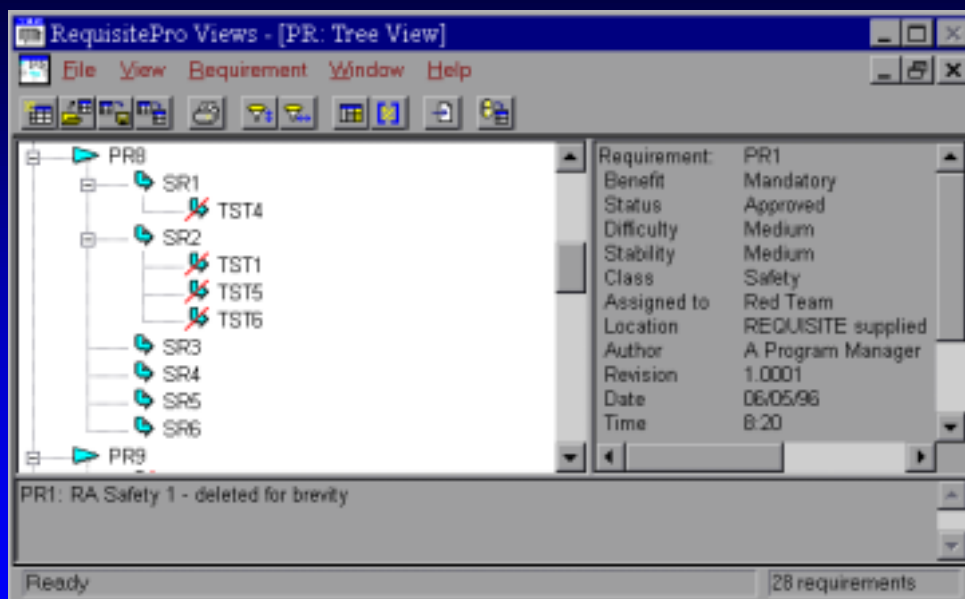 RequisitePro Views - [PR: Tree View]
File View Requirement Window Help
PR8
SR1
TST4
SR2
TST1
TST5
TST6
SR3
SR4
SR5
SR6
PR9
Requirement: PR1
Benefit Mandatory
Status Approved
Difficulty Medium
Stability Medium
Class Safety
Assigned to Red Team
Location REQUISITE supplied
Author A Program Manager
Revision 1.0001
Date 06/05/96
Time 8:20
PR1: RA Safety 1 - deleted for brevity
Ready 28 requirements